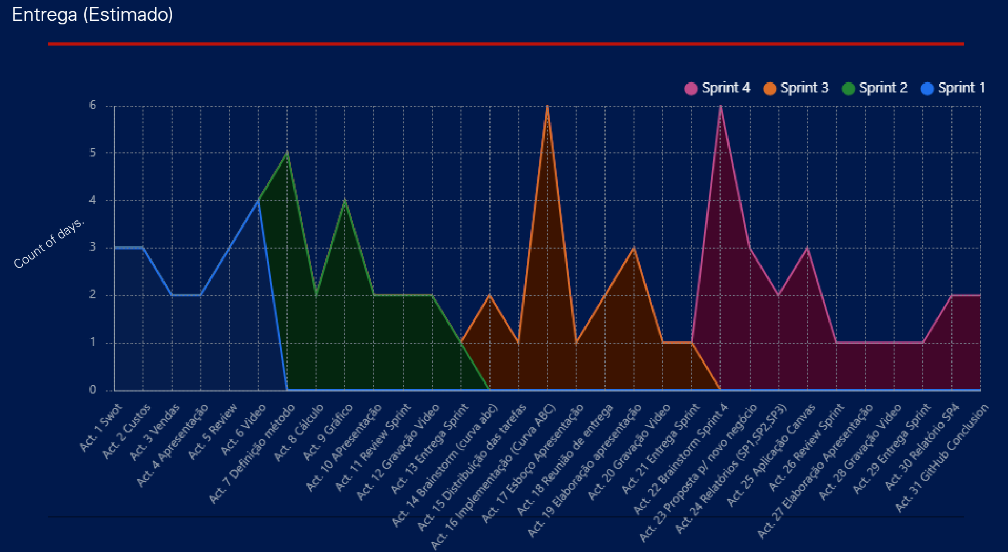 Entrega (Estimado)
Sprint 4
Sprint 3
Sprint 2
Sprint 1
6
5
4
3
2
1
0
Count of days.
Act. 1 Swot
Act. 2 Custos
Act. 3 Vendas
Act. 4 Apresentação
Act. 5 Review
Act. 6 Video
Act. 7 Definição método
Act. 8 Cálculo
Act. 9 Gráfico
Act. 10 APresentação
Act. 11 Review Sprint
Act. 12 Gravação Video
Act. 13 Entrega Sprint
Act. 14 Brainstorm (curva abc)
Act. 15 Distribuição das tarefas
Act. 16 Implementação (Curva ABC)
Act. 17 Esboço Apresentação
Act. 18 Reunião de entrega
Act. 19 Elaboração apresentação
Act. 20 Gravação Video
Act. 21 Entrega Sprint
Act. 22 Brainstorm Sprint 4
Act. 23 Proposta p/ novo negócio
Act. 24 Relatórios (SP1,SP2,SP3)
Act. 25 Aplicação Canvas
Act. 26 Review Sprint
Act. 27 Elaboração Apresentação
Act. 28 Gravação Video
Act. 29 Entrega Sprint
Act. 30 Relatório SP4
Act. 31 GitHub Conclusion